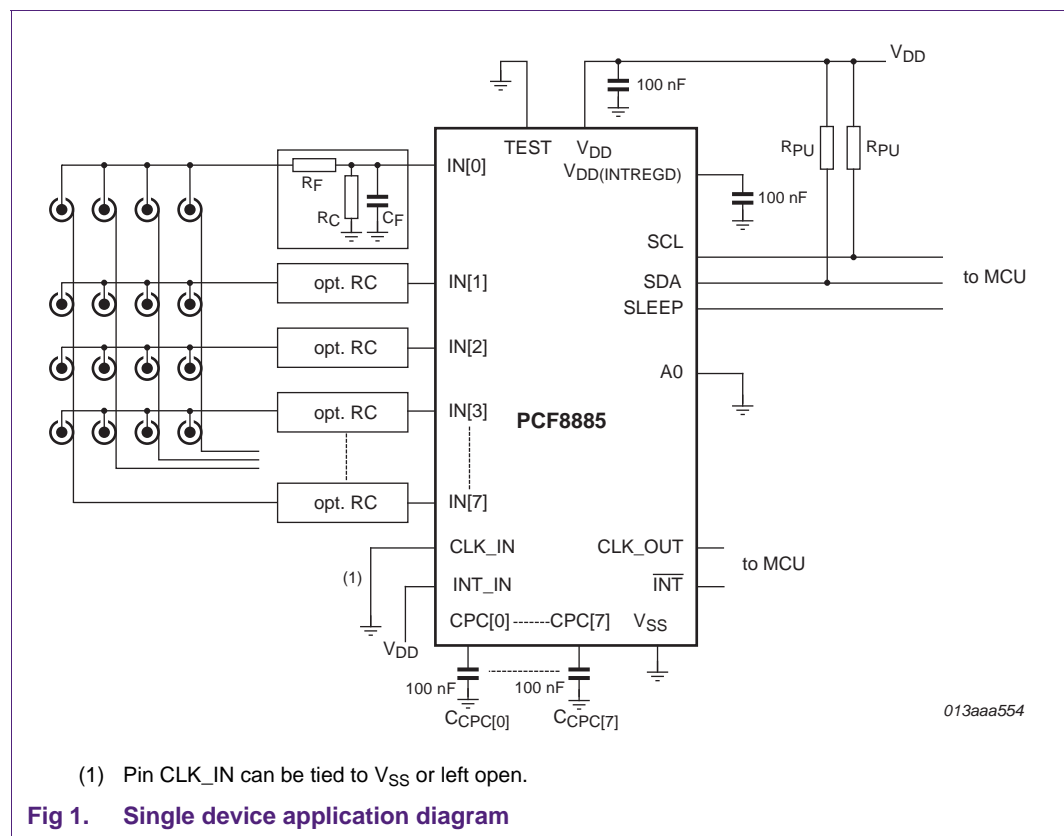 VDD
100 nF
TEST
VDD
RPU
RPU
IN[0]
VDD(INTREGD)
RF
RC
CF
100 nF
SCL
opt. RC
IN[1]
SDA
to MCU
SLEEP
opt. RC
IN[2]
A0
opt. RC
IN[3]
PCF8885
opt. RC
IN[7]
CLK_IN
CLK_OUT
to MCU
(1)
INT_IN
INT
CPC[0]
CPC[7]
VSS
VDD
100 nF
100 nF
CCPC[0]
CCPC[7]
013aaa554
(1) Pin CLK_IN can be tied to VSS or left open.
Fig 1. Single device application diagram